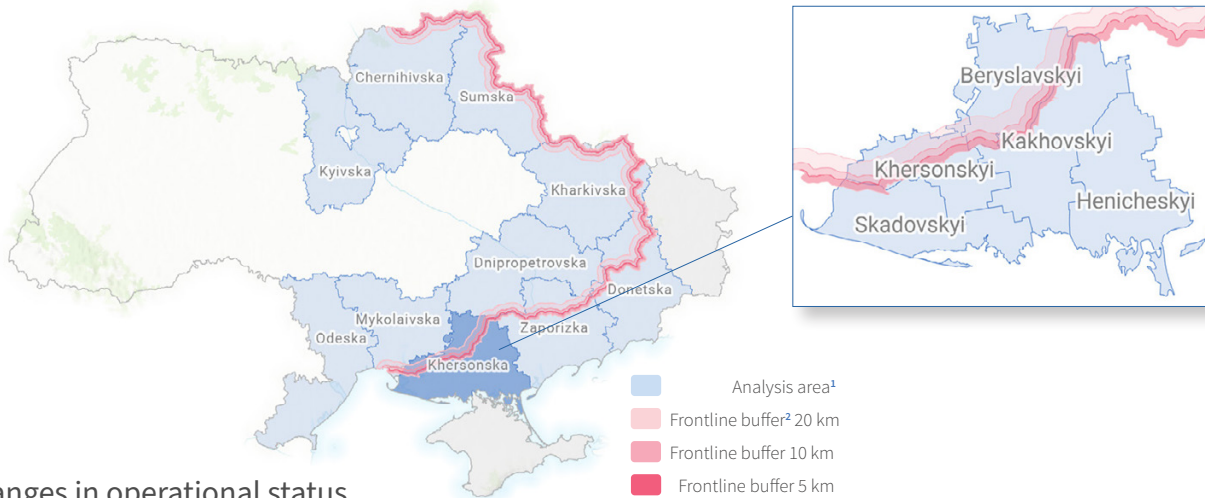 Chernihivska
Sumska
Kyivska
Kharkivska
Dnipropetrovska
Donetska
Mykolaivska
Zaporizka
Odeska
Khersonska
Beryslavskyi
Kakhovskyi
Khersonskyi
Henicheskyi
Skadovskyi
Analysis area¹
Frontline buffer² 20 km
Frontline buffer 10 km
Frontline buffer 5 km
anges in operational status